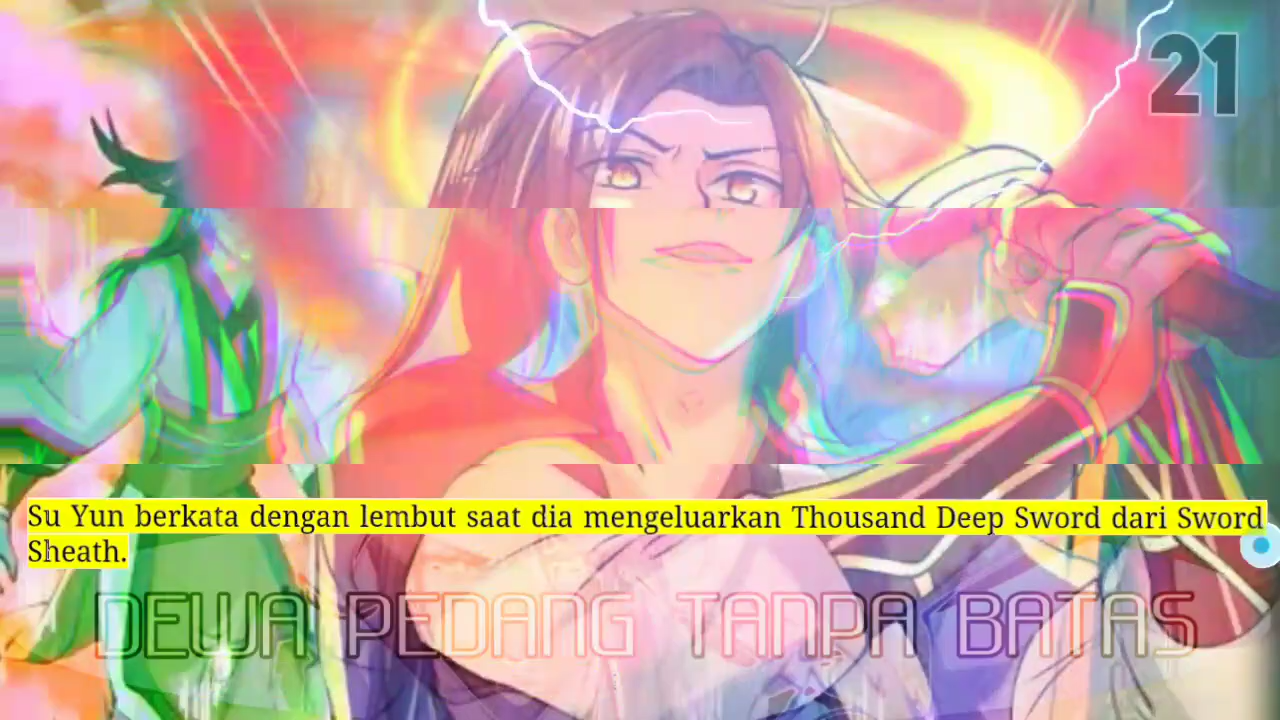 21
Su Yun berkata dengan lembut saat dia mengeluarkan Thousand Deep Sword dari Sword
Sheath.
DEWA PEDANG TANPA BATAS